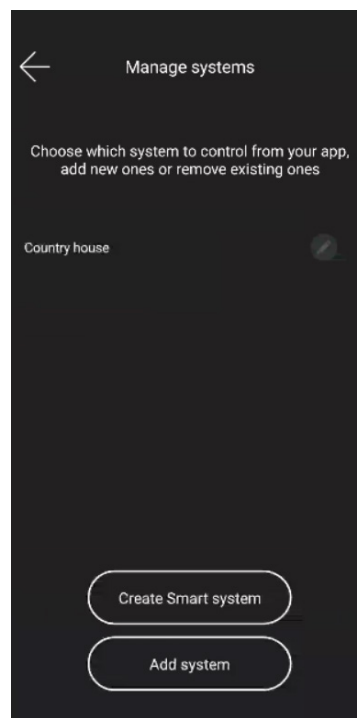 Manage systems
Choose which system to control from your app,
add new ones or remove existing ones
Country house
Create Smart system
Add system